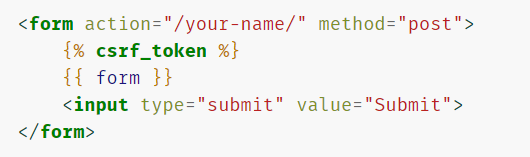 <form action="/your-name/" method="post">
    {% csrf_token %}
    {{ form }}
    <input type="submit" value="Submit">
</form>